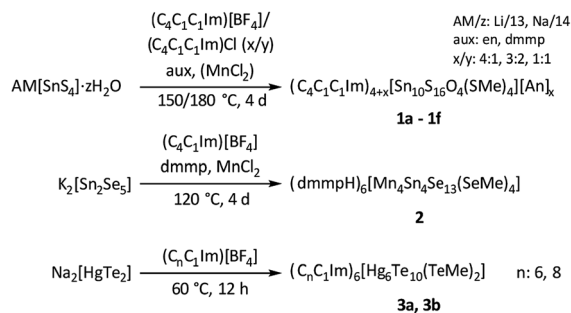 (C₄C₁C₁Im)[BF₄]/
(C₄C₁C₁Im)Cl (x/y)
aux, (MnCl₂)
AM[SnS₄]·zH₂O
150/180 °C, 4 d
(C₄C₁C₁Im)₄₊ₓ[Sn₁₀S₁₆O₄(SMe)₄][An]ₓ
1a - 1f
AM/z: Li/13, Na/14
aux: en, dmmp
x/y: 4:1, 3:2, 1:1
(C₄C₁Im)[BF₄]
dmmp, MnCl₂
K₂[Sn₂Se₅]
120 °C, 4 d
(dmmpH)₆[Mn₄Sn₄Se₁₃(SeMe)₄]
2
(CₙC₁Im)[BF₄]
Na₂[HgTe₂]
60 °C, 12 h
(CₙC₁Im)₆[Hg₆Te₁₀(TeMe)₂]
n: 6, 8
3a, 3b